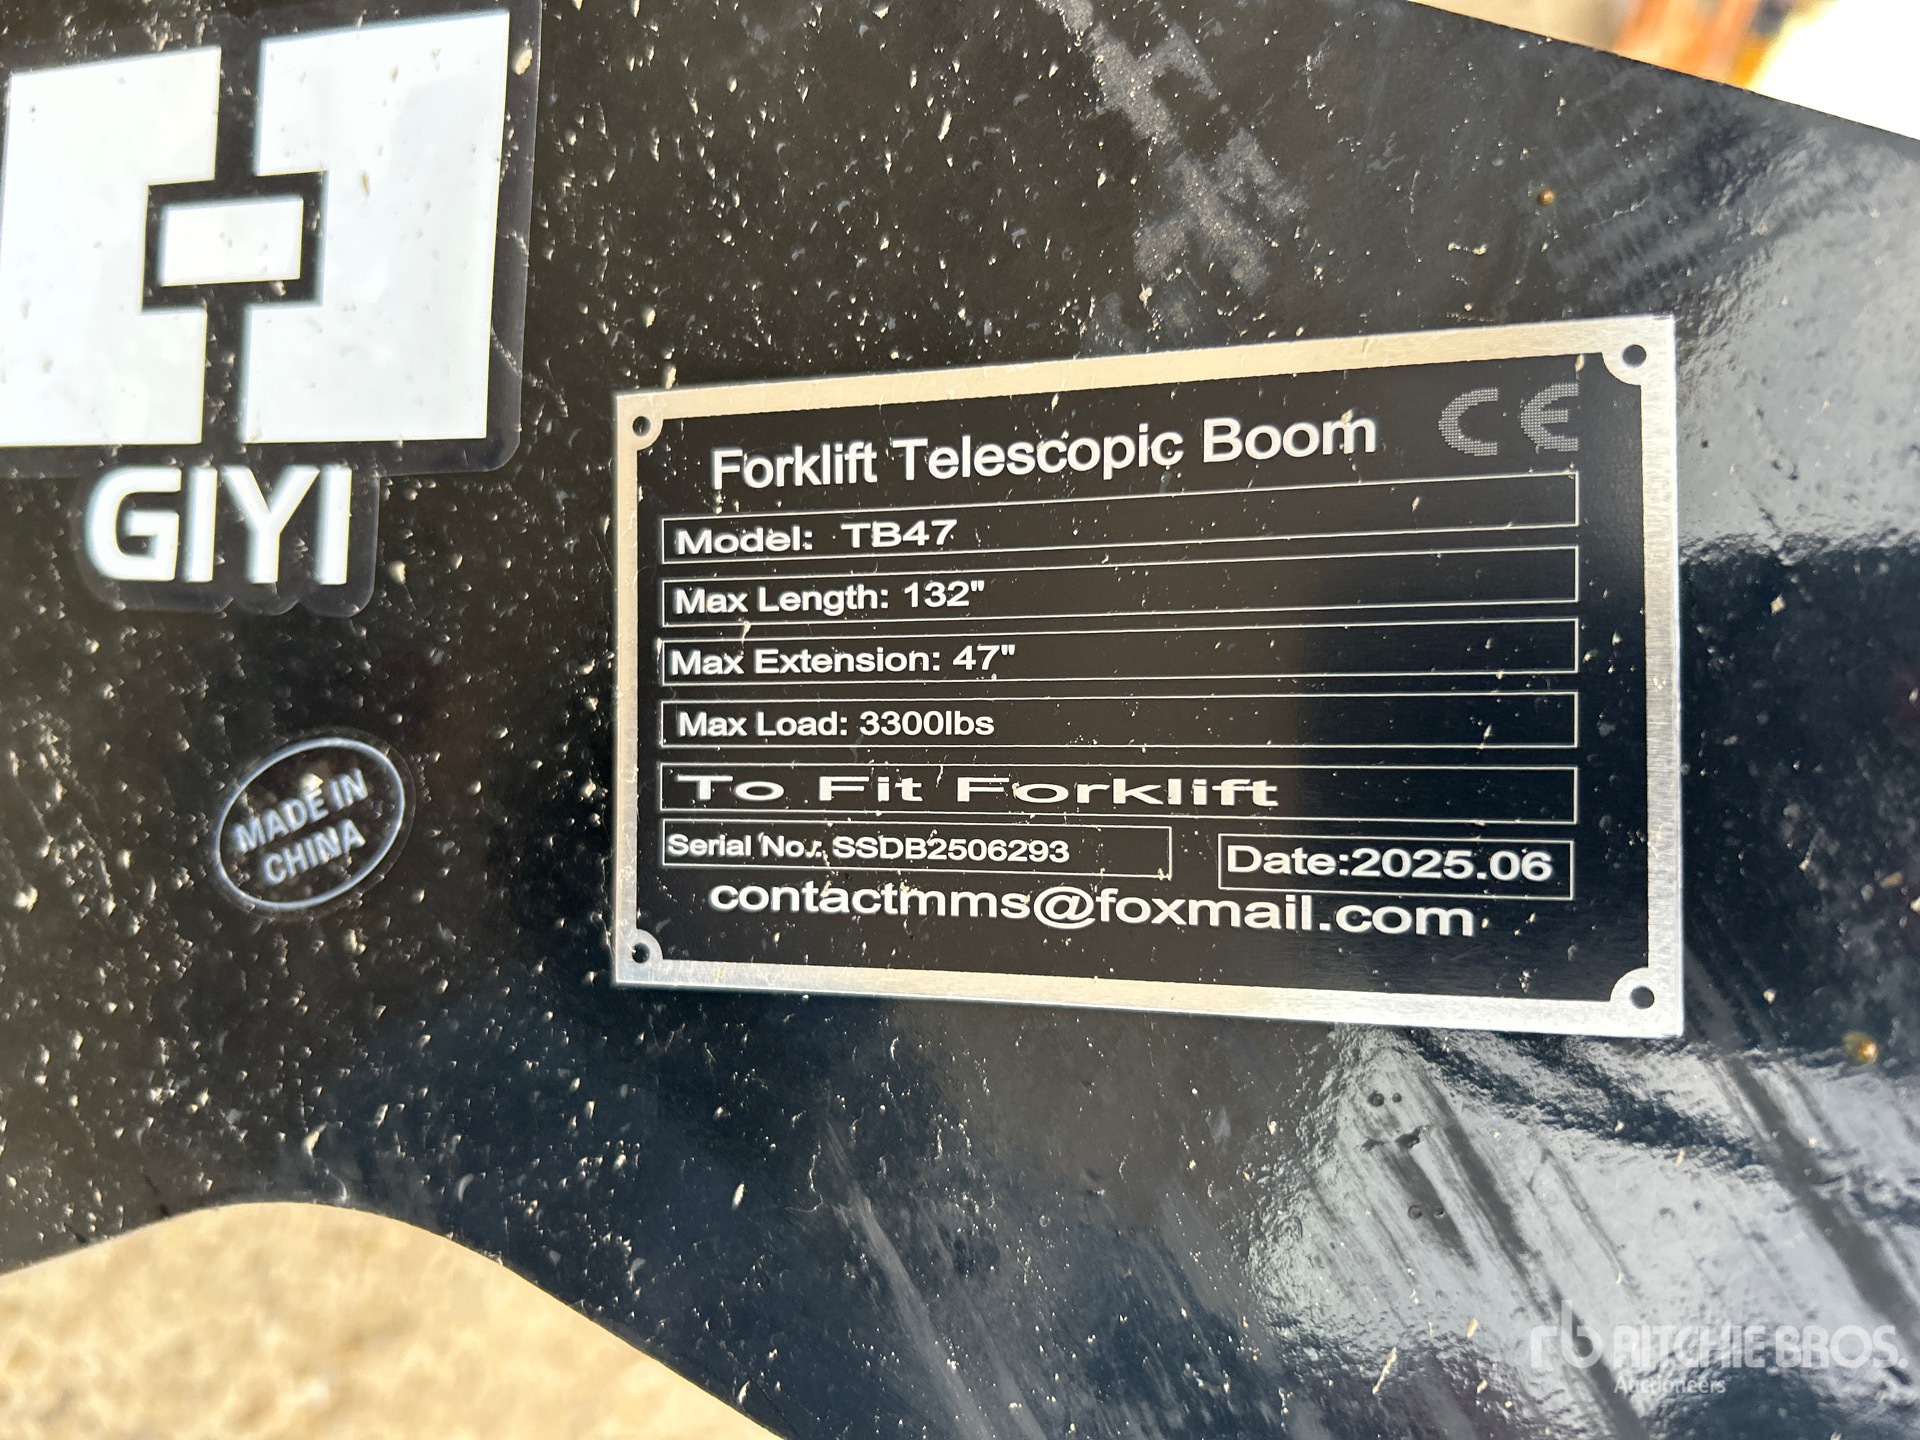 GIYI
MADE IN
CHINA
Forklift Telescopic Boom CE
Model: TB47
Max Length: 132"
Max Extension: 47"
Max Load: 3300lbs
To Fit Forklift
Serial No.: SSDB2506293 Date:2025.06
contactmms@foxmail.com
rb RITCHIE BROS.
Auctioneers